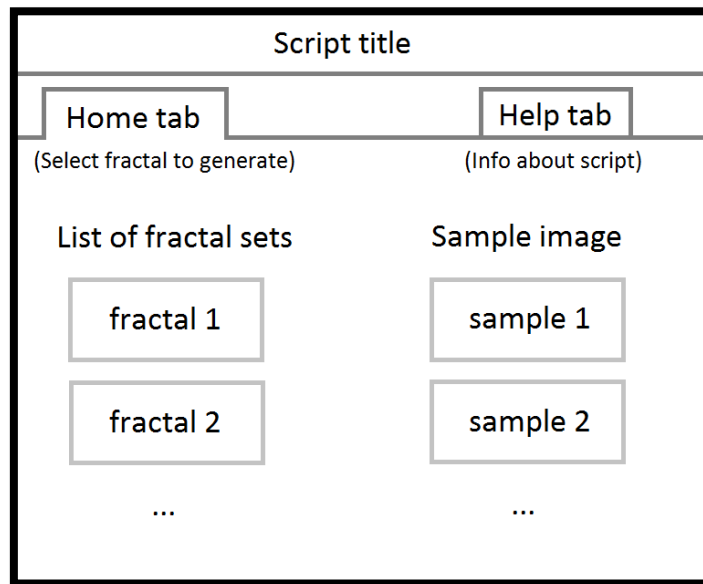 Script title
Home tab
Help tab
(Select fractal to generate)
(Info about script)
List of fractal sets
Sample image
fractal 1
sample 1
fractal 2
sample 2
...
...